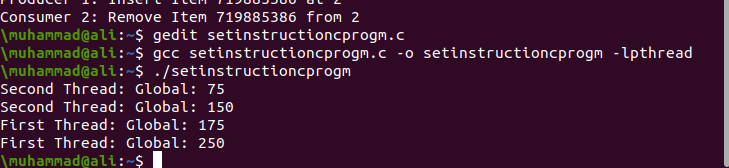 Producer 1: Insert Item 719885386 at 2
Consumer 2: Remove Item 719885386 from 2
\muhammad@ali:~$ gedit setinstructioncprogm.c
\muhammad@ali:~$ gcc setinstructioncprogm.c -o setinstructioncprogm -lpthread
\muhammad@ali:~$ ./setinstructioncprogm
Second Thread: Global: 75
Second Thread: Global: 150
First Thread: Global: 175
First Thread: Global: 250
\muhammad@ali:~$